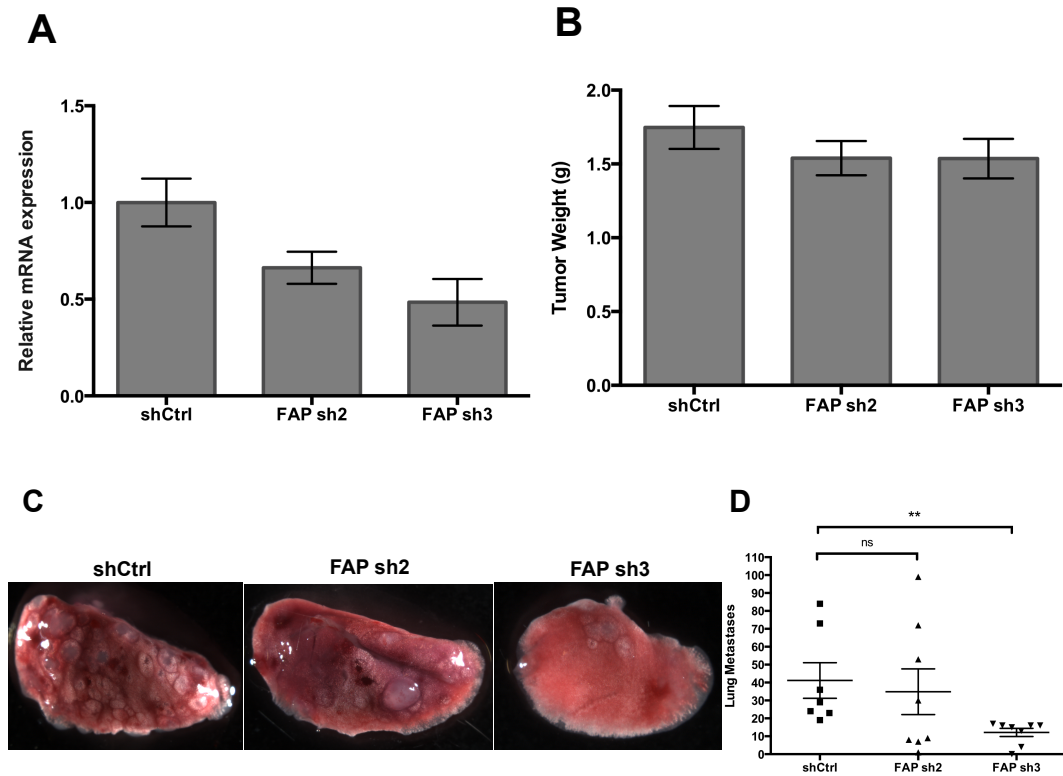 A
Relative mRNA expression
1.5
1.0
0.5
0.0
shCtrl FAP sh2 FAP sh3
B
Tumor Weight (g)
2.0
1.5
1.0
0.5
0.0
shCtrl FAP sh2 FAP sh3
C
shCtrl FAP sh2 FAP sh3
D
**
ns
Lung Metastases
110
100
90
80
70
60
50
40
30
20
10
0
shCtrl FAP sh2 FAP sh3